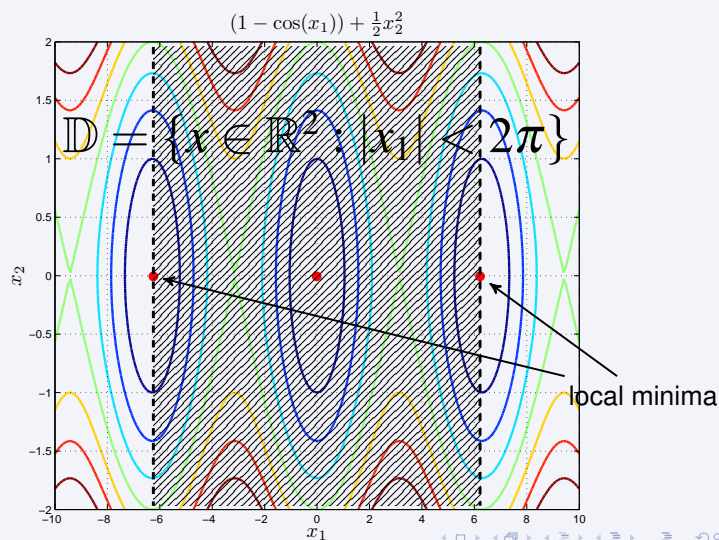 (1 − cos(x₁)) + ½x₂²
2
1.5
𝔻 = {x ∈ ℝ² : |x₁| < 2π}
1
0.5
x₂
0
−0.5
−1
local minima
−1.5
−2
−10 −8 −6 −4 −2 0 2 4 6 8 10
x₁